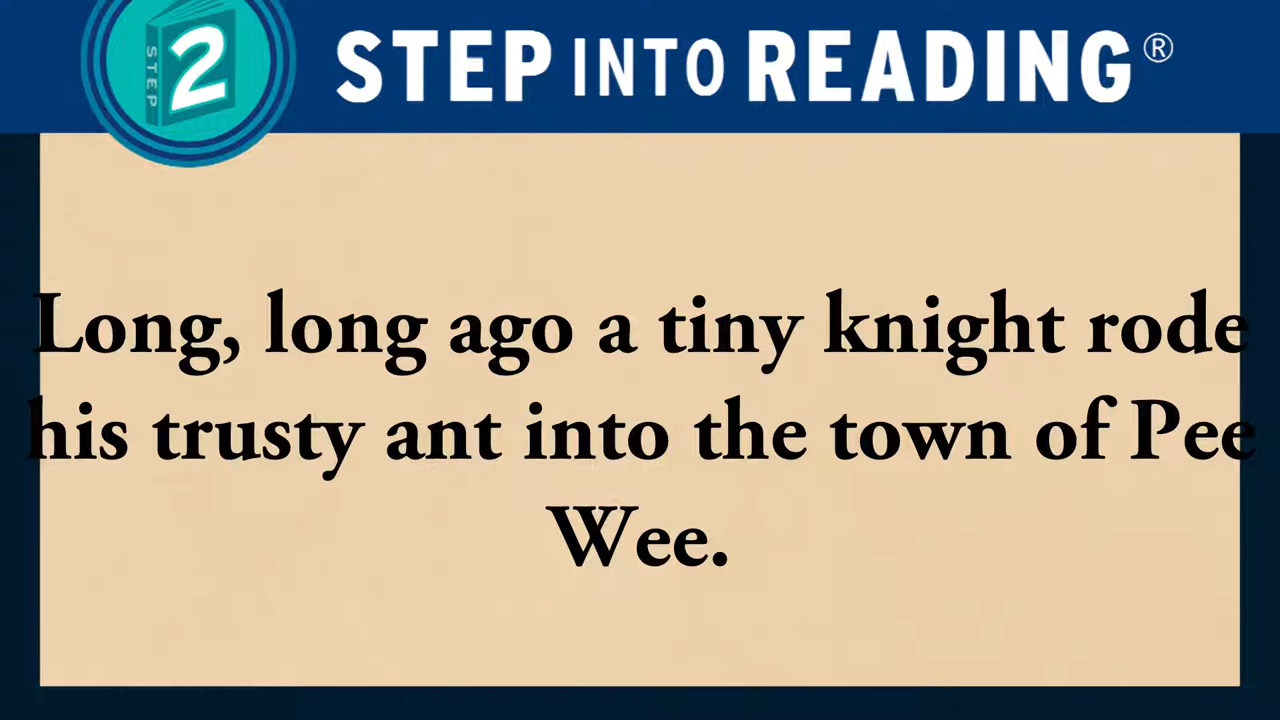 STEP 2
STEP INTO READING®
Long, long ago a tiny knight rode
his trusty ant into the town of Pee
Wee.